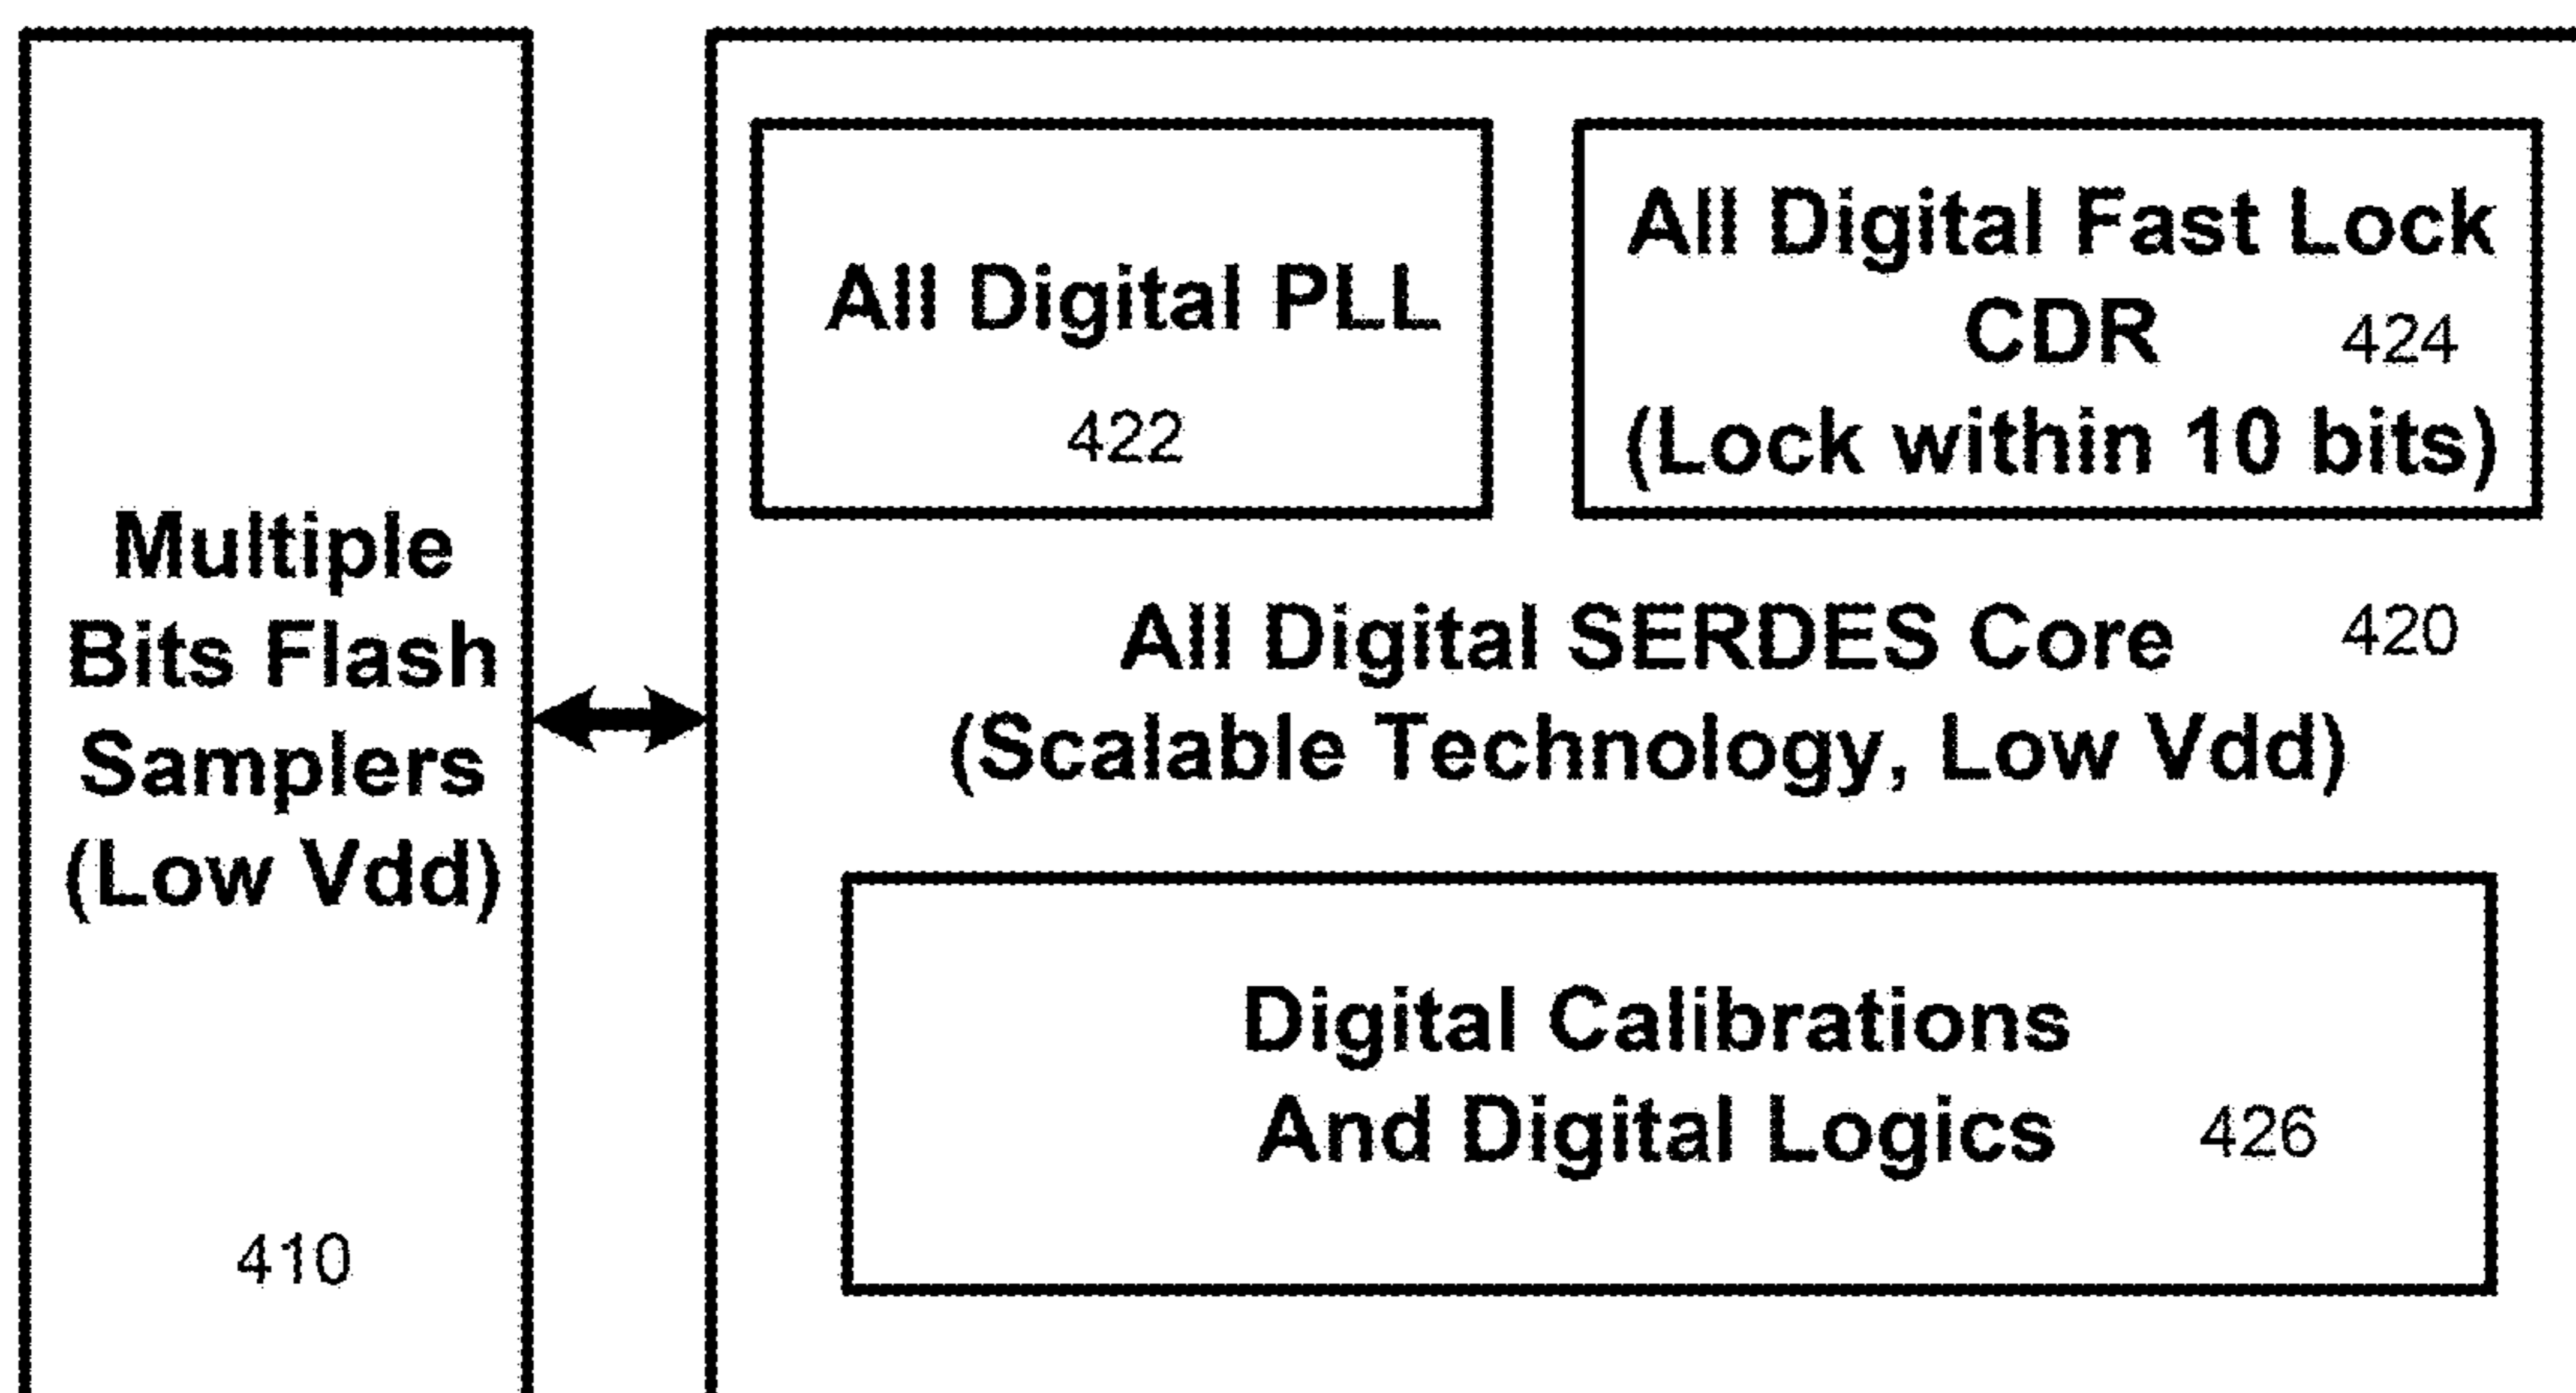 Multiple
Bits Flash
Samplers
(Low Vdd)
410
All Digital PLL
422
All Digital Fast Lock
CDR 424
(Lock within 10 bits)
All Digital SERDES Core 420
(Scalable Technology, Low Vdd)
Digital Calibrations
And Digital Logics 426